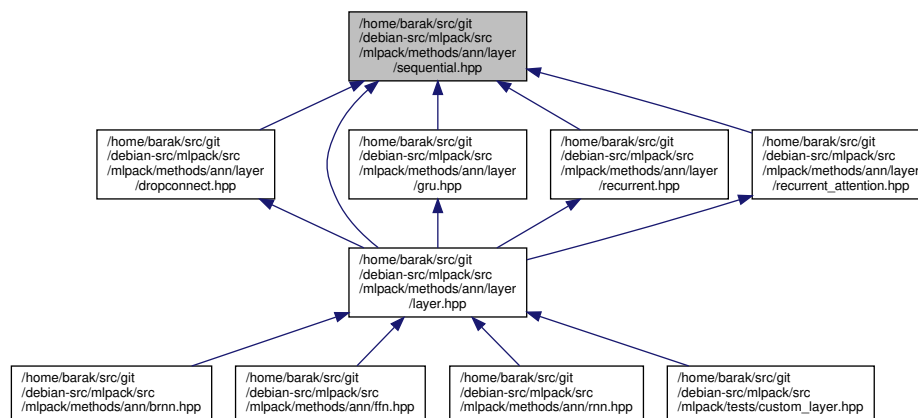 /home/barak/src/git
/debian-src/mlpack/src
/mlpack/methods/ann/layer
/sequential.hpp
/home/barak/src/git
/debian-src/mlpack/src
/mlpack/methods/ann/layer
/dropconnect.hpp
/home/barak/src/git
/debian-src/mlpack/src
/mlpack/methods/ann/layer
/gru.hpp
/home/barak/src/git
/debian-src/mlpack/src
/mlpack/methods/ann/layer
/recurrent.hpp
/home/barak/src/git
/debian-src/mlpack/src
/mlpack/methods/ann/layer
/recurrent_attention.hpp
/home/barak/src/git
/debian-src/mlpack/src
/mlpack/methods/ann/layer
/layer.hpp
/home/barak/src/git
/debian-src/mlpack/src
/mlpack/methods/ann/brnn.hpp
/home/barak/src/git
/debian-src/mlpack/src
/mlpack/methods/ann/ffn.hpp
/home/barak/src/git
/debian-src/mlpack/src
/mlpack/methods/ann/rnn.hpp
/home/barak/src/git
/debian-src/mlpack/src
/mlpack/tests/custom_layer.hpp